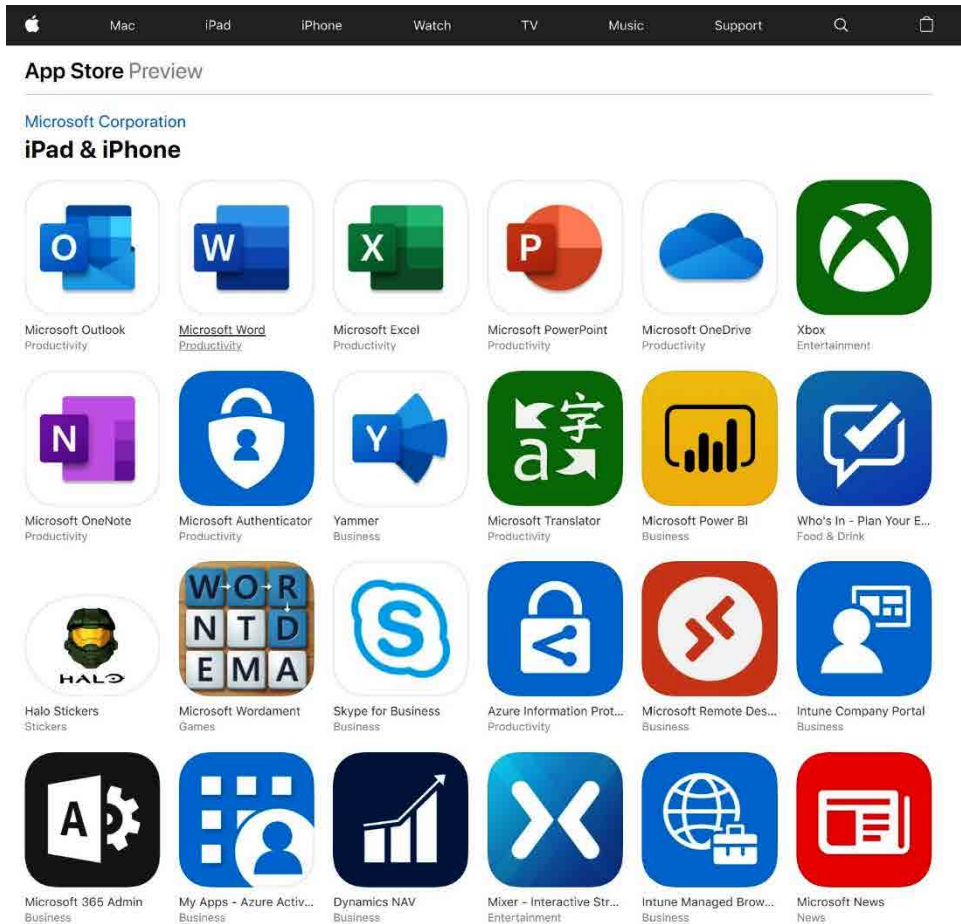 Mac iPad iPhone Watch TV Music Support
App Store Preview
Microsoft Corporation
iPad & iPhone
O W X P
Microsoft Outlook Microsoft Word Microsoft Excel Microsoft PowerPoint Microsoft OneDrive Xbox
Productivity Productivity Productivity Productivity Productivity Entertainment
N Y 字 a
Microsoft OneNote Microsoft Authenticator Yammer Microsoft Translator Microsoft Power BI Who's In - Plan Your E...
Productivity Productivity Business Productivity Business Food & Drink
W O R
N T D S
E M A
HALO
Halo Stickers Microsoft Wordament Skype for Business Azure Information Prot... Microsoft Remote Des... Intune Company Portal
Stickers Games Business Productivity Business Business
A
Microsoft 365 Admin My Apps - Azure Activ... Dynamics NAV Mixer - Interactive Str... Intune Managed Brow... Microsoft News
Business Business Business Entertainment Business News